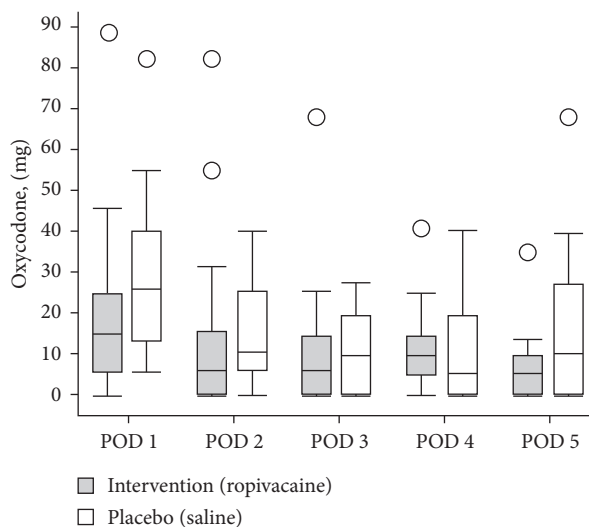 90
80
70
60
50
40
30
20
10
0
Oxycodone, (mg)
POD 1 POD 2 POD 3 POD 4 POD 5
Intervention (ropivacaine)
Placebo (saline)